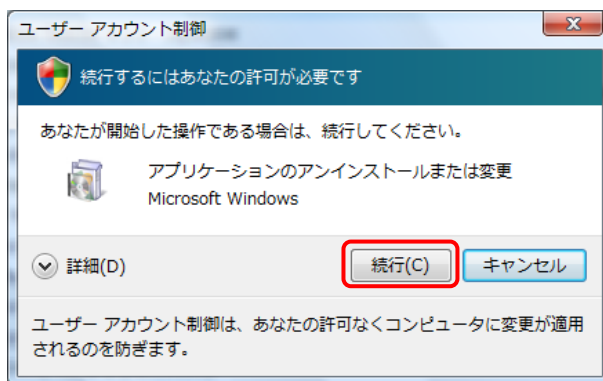 ユーザー アカウント制御
続行するにはあなたの許可が必要です
あなたが開始した操作である場合は、続行してください。
アプリケーションのアンインストールまたは変更
Microsoft Windows
詳細(D)
続行(C)
キャンセル
ユーザー アカウント制御は、あなたの許可なくコンピュータに変更が適用
されるのを防ぎます。